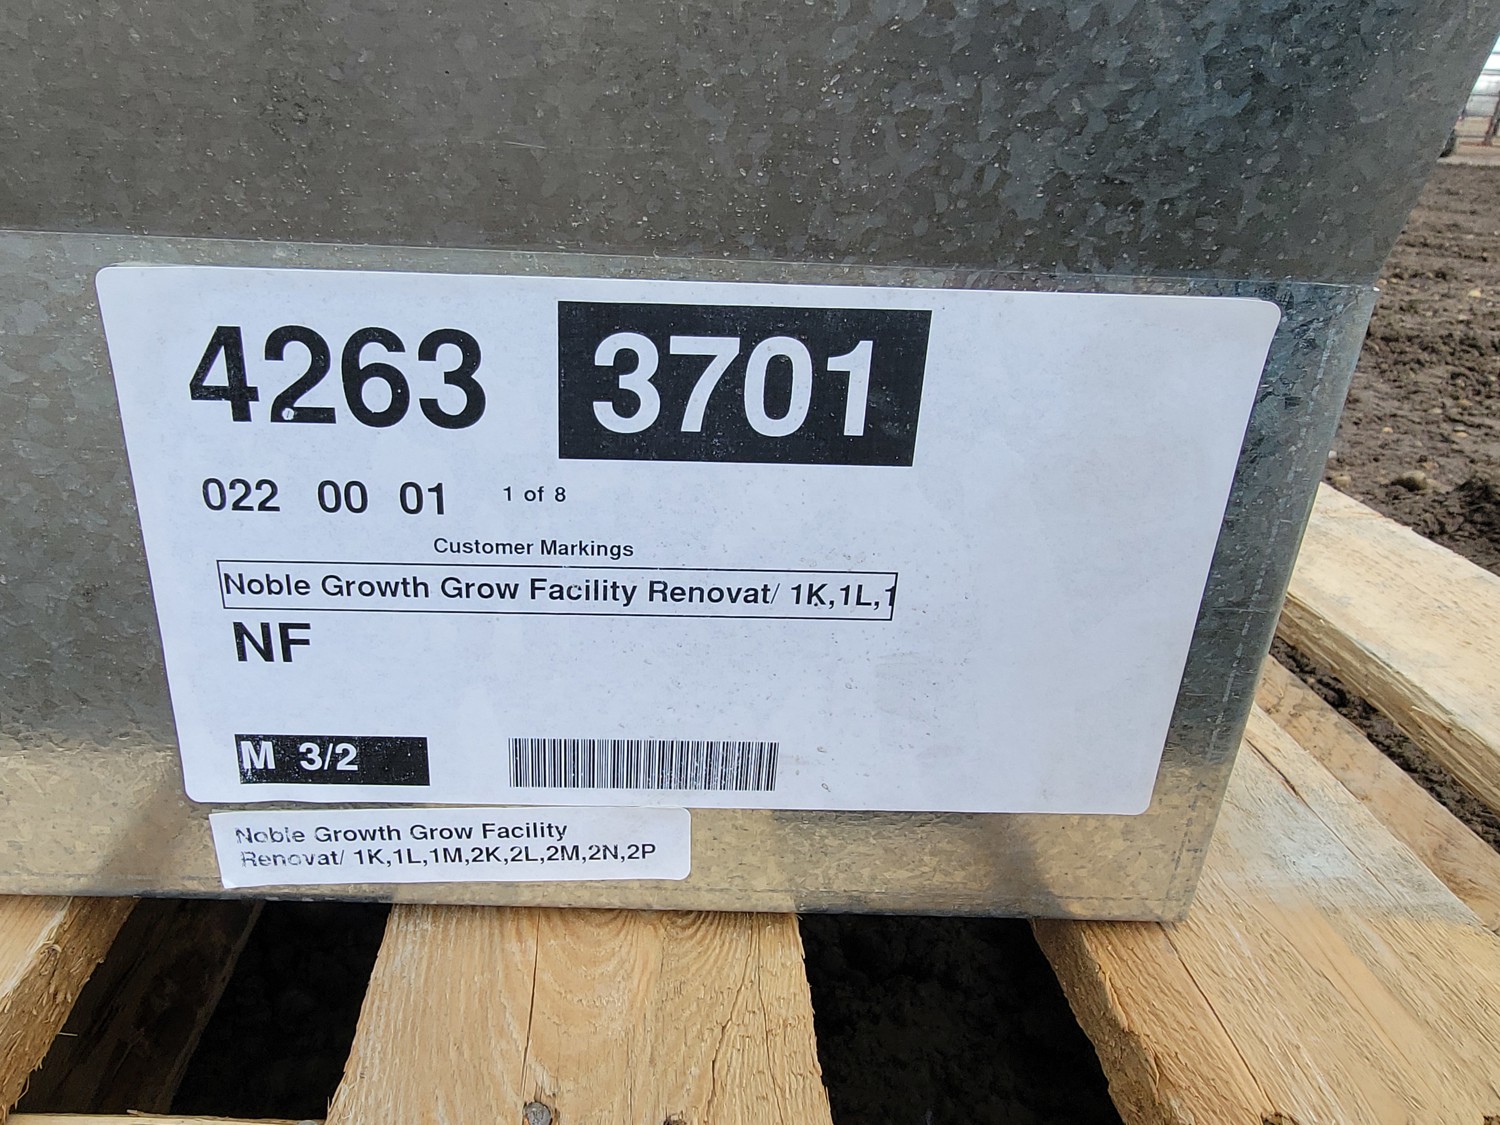 4263 3701
022 00 01 1 of 8
Customer Markings
Noble Growth Grow Facility Renovat/ 1K,1L,1
NF
M 3/2
Noble Growth Grow Facility
Renovat/ 1K,1L,1M,2K,2L,2M,2N,2P